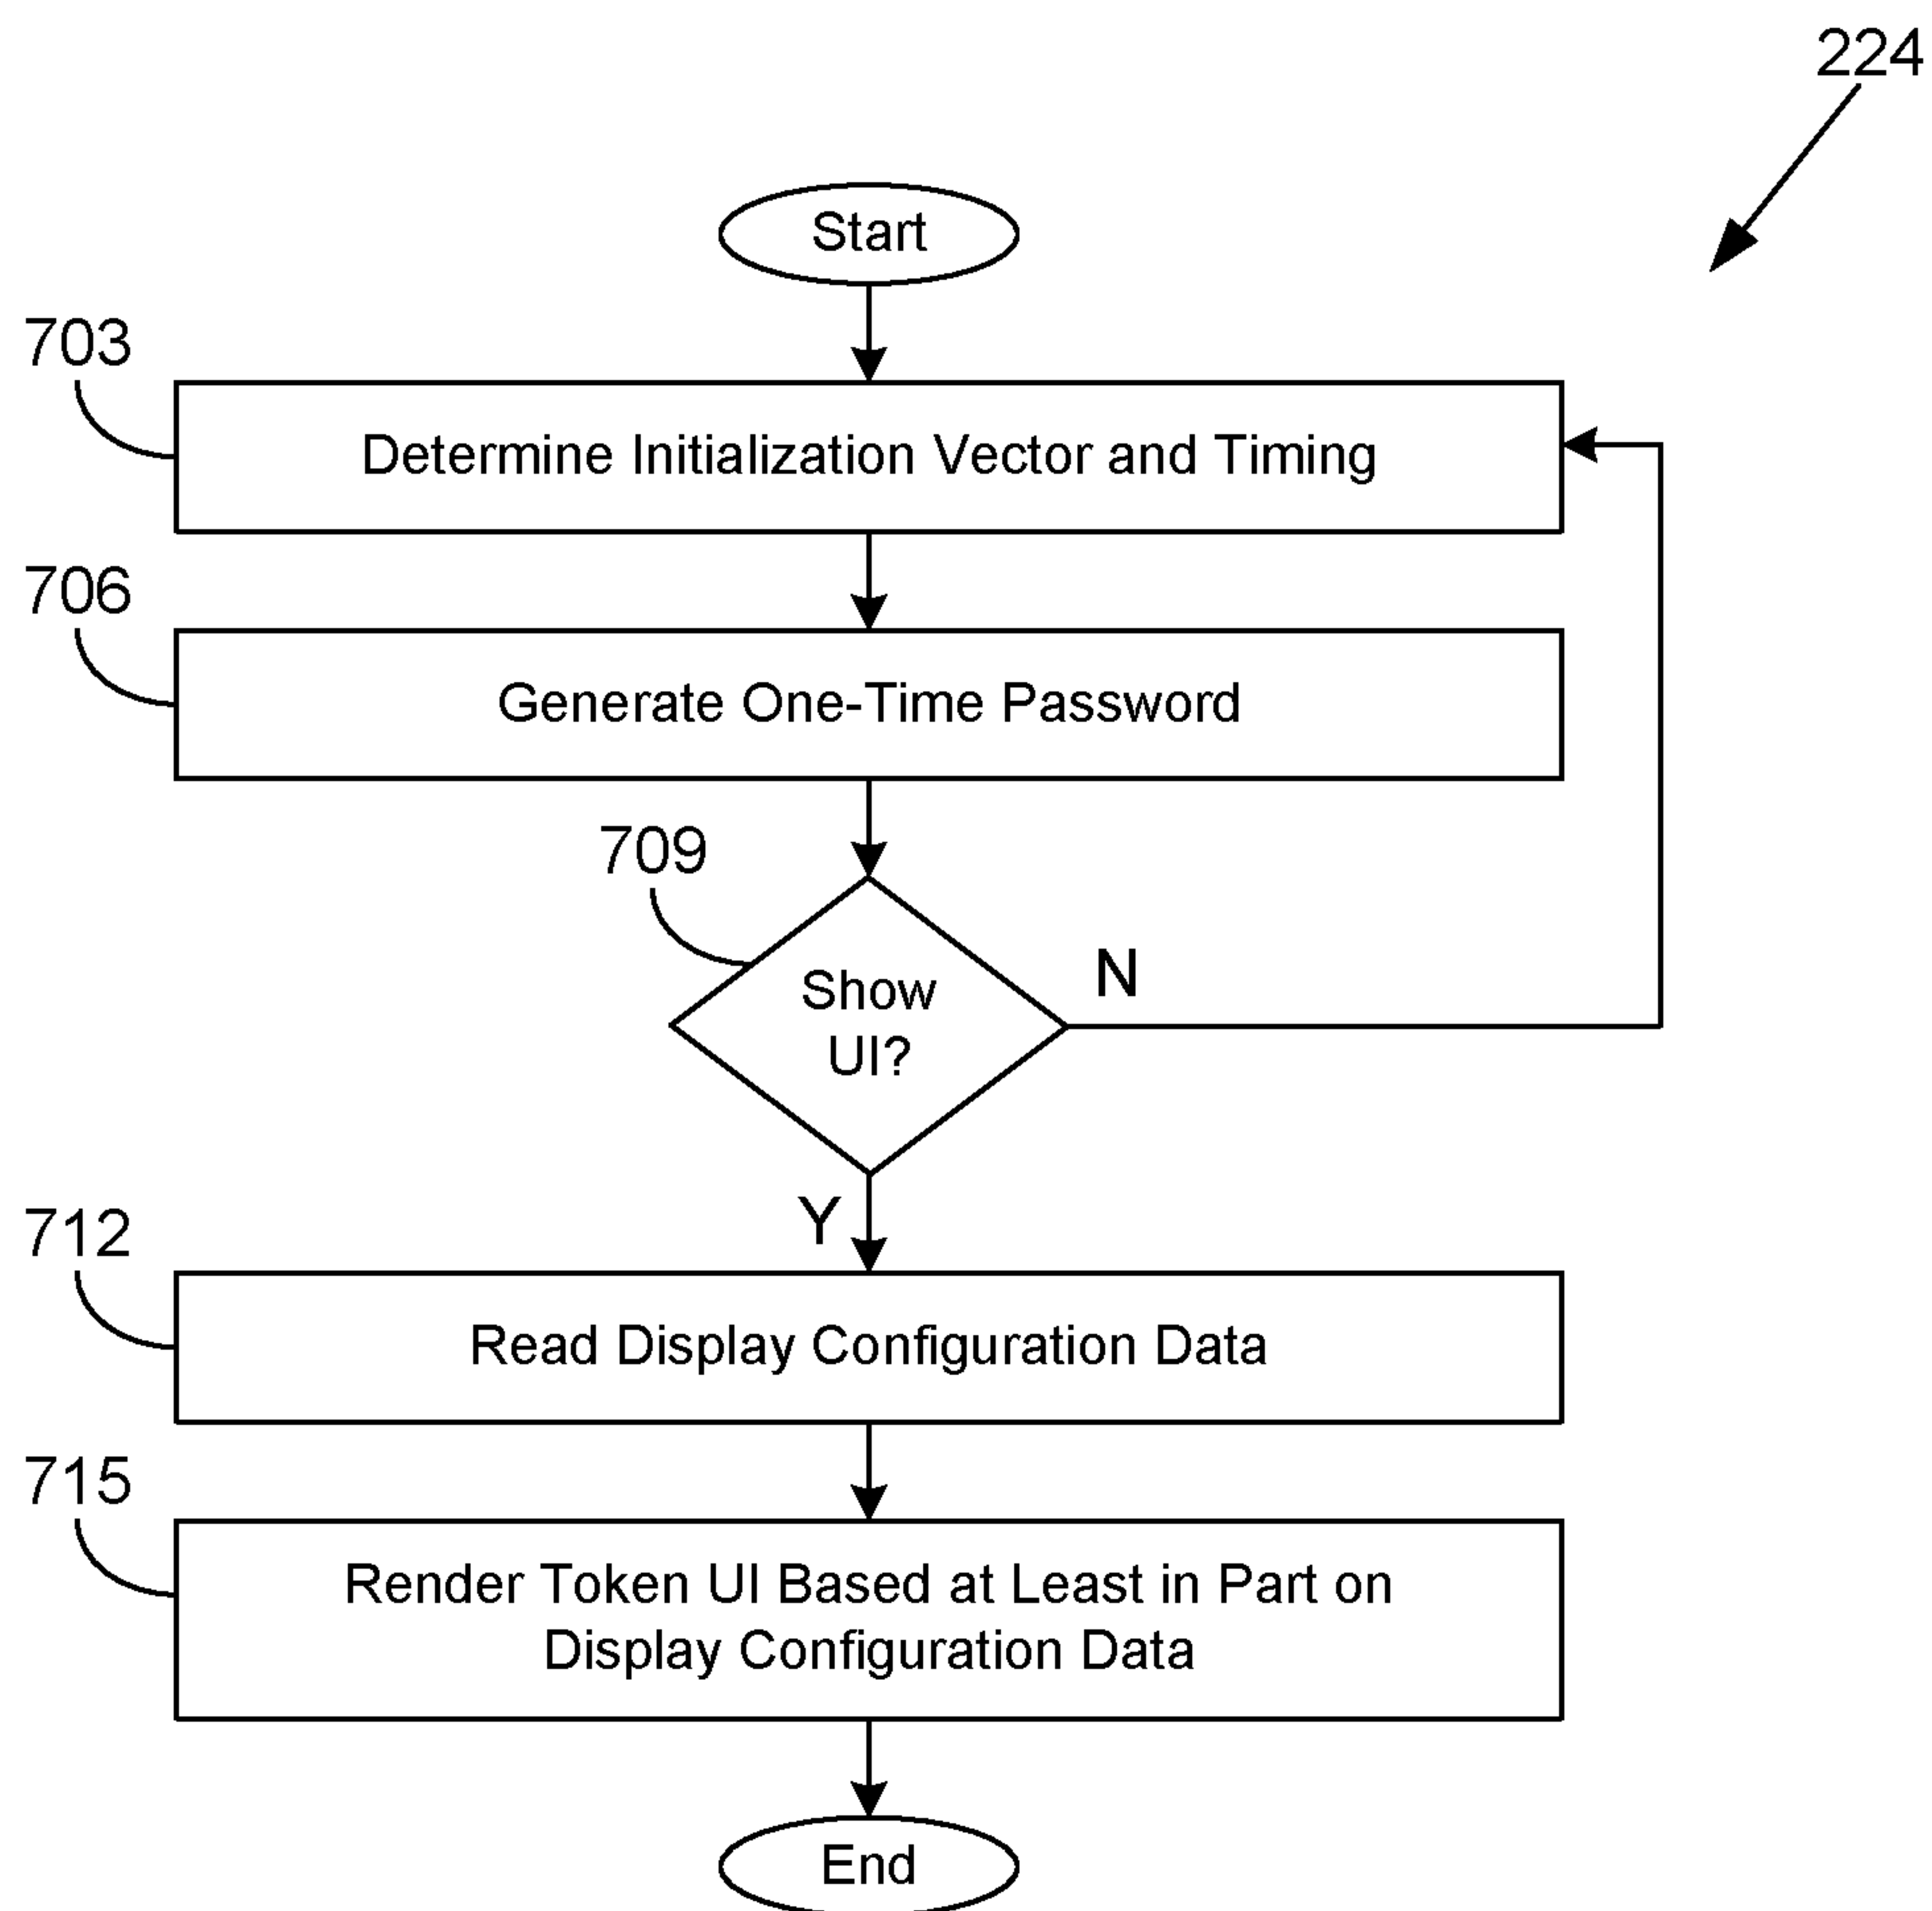 224
Start
703
Determine Initialization Vector and Timing
706
Generate One-Time Password
709
Show
UI?
N
Y
712
Read Display Configuration Data
715
Render Token UI Based at Least in Part on
Display Configuration Data
End